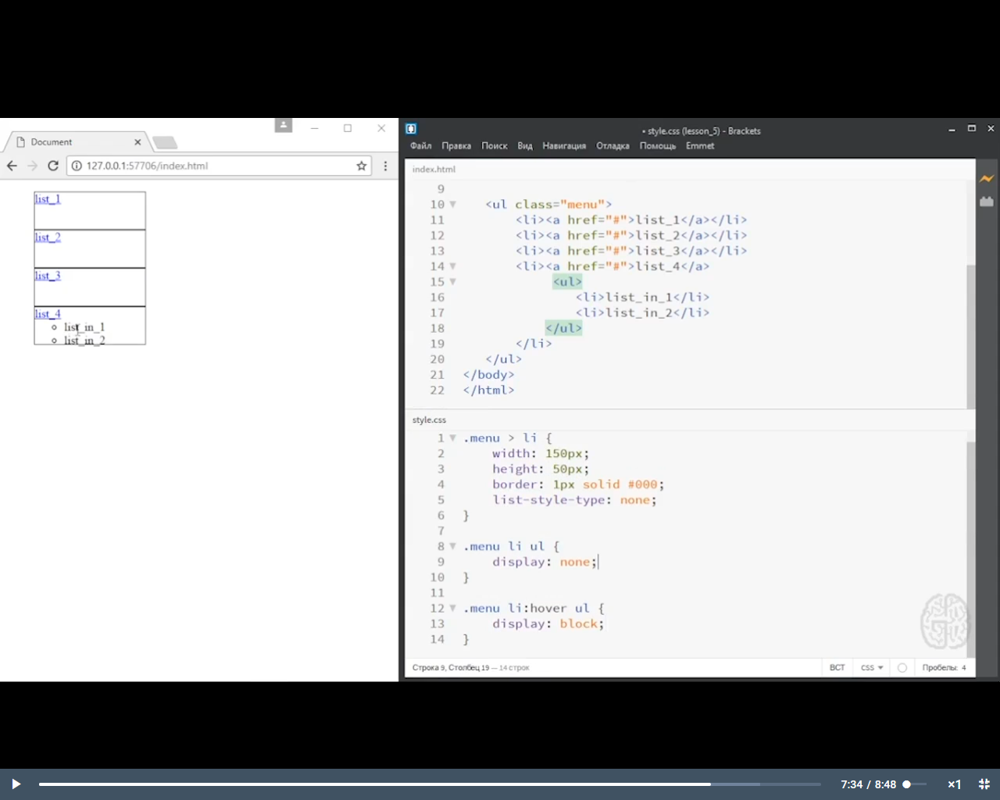 Document
127.0.0.1:57706/index.html
list_1
list_2
list_3
list_4
list_in_1
list_in_2
• style.css (lesson_5) - Brackets
Файл Правка Поиск Вид Навигация Отладка Помощь Emmet
index.html
9
10 <ul class="menu">
11 <li><a href="#">list_1</a></li>
12 <li><a href="#">list_2</a></li>
13 <li><a href="#">list_3</a></li>
14 <li><a href="#">list_4</a>
15 <ul>
16 <li>list_in_1</li>
17 <li>list_in_2</li>
18 </ul>
19 </li>
20 </ul>
21 </body>
22 </html>
style.css
1 .menu > li {
2 width: 150px;
3 height: 50px;
4 border: 1px solid #000;
5 list-style-type: none;
6 }
7
8 .menu li ul {
9 display: none;
10 }
11
12 .menu li:hover ul {
13 display: block;
14 }
Строка 9, Столбец 19 — 14 строк
ВСТ CSS Пробелы: 4
7:34 / 8:48 ×1